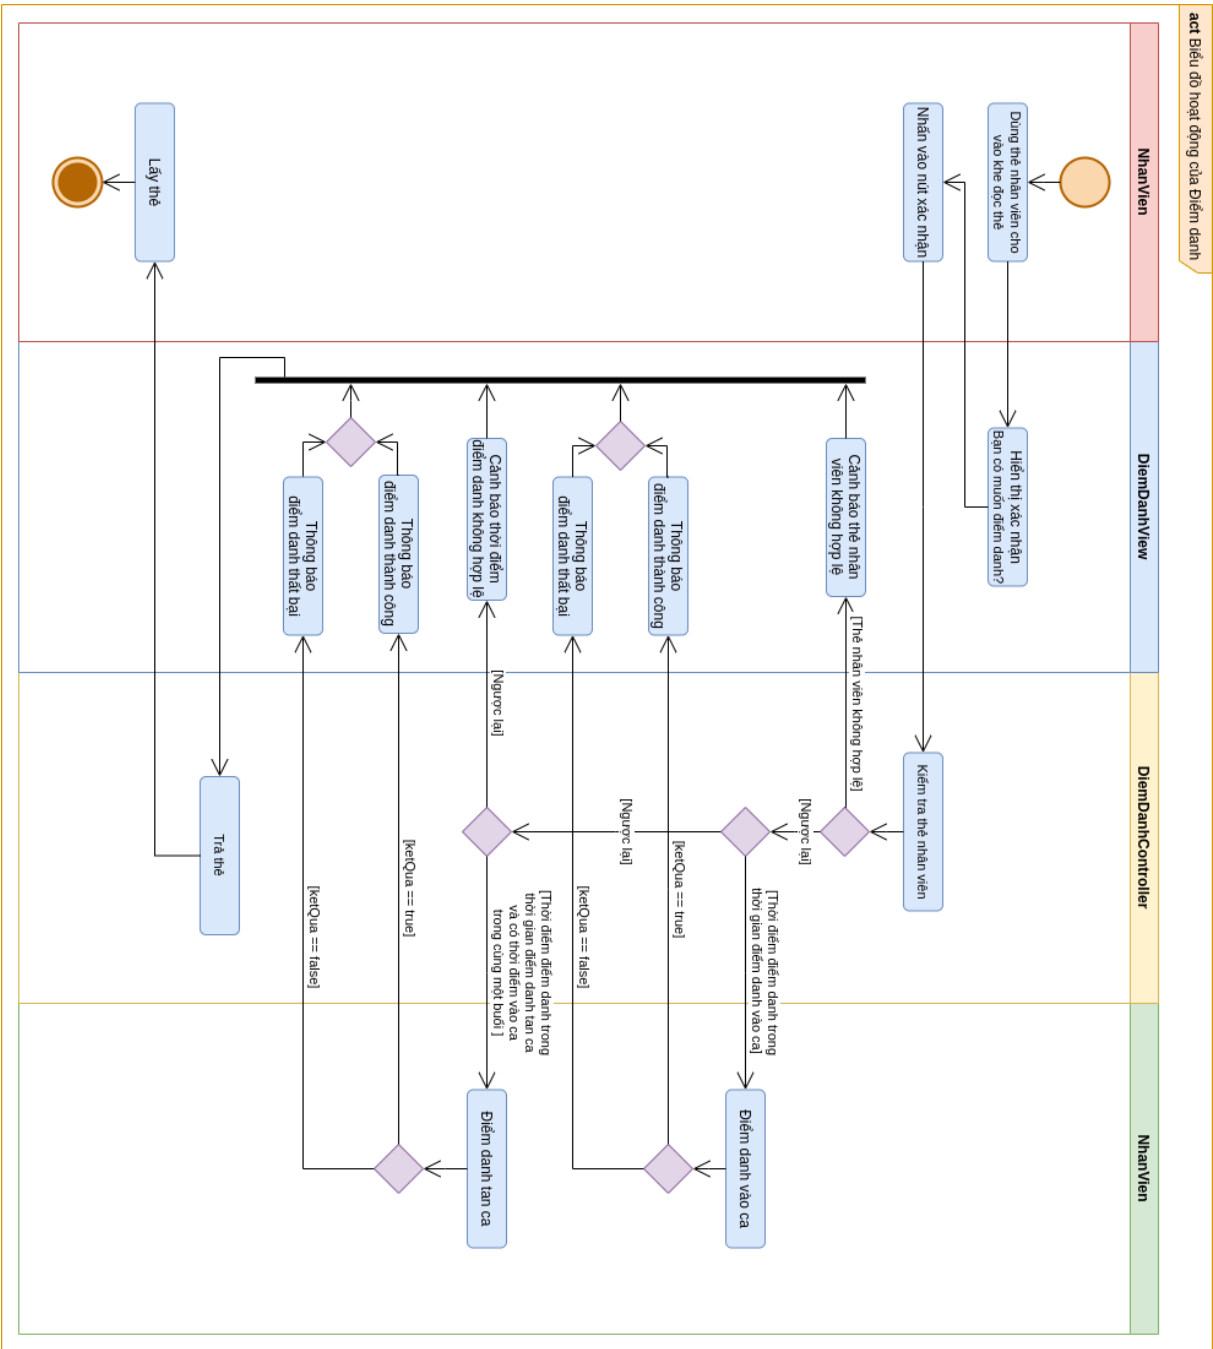 act Biểu đồ hoạt động của Điểm danh
NhanVien
DiemDanhView
DiemDanhController
NhanVien
Dùng thẻ nhân viên cho
vào khe đọc thẻ
Hiển thị xác nhận
Bạn có muốn điểm danh?
Nhấn vào nút xác nhận
Kiểm tra thẻ nhân viên
[Thẻ nhân viên không hợp lệ]
Cảnh báo thẻ nhân
viên không hợp lệ
[Ngược lại]
[Thời điểm điểm danh trong
thời gian điểm danh vào ca]
Điểm danh vào ca
[ketQua == true]
Thông báo
điểm danh thành công
[ketQua == false]
Thông báo
điểm danh thất bại
[Ngược lại]
[Thời điểm điểm danh trong
thời gian điểm danh tan ca
và có thời điểm vào ca
trong cùng một buổi ]
Điểm danh tan ca
[Ngược lại]
Cảnh báo thời điểm
điểm danh không hợp lệ
[ketQua == true]
Thông báo
điểm danh thành công
[ketQua == false]
Thông báo
điểm danh thất bại
Trả thẻ
Lấy thẻ